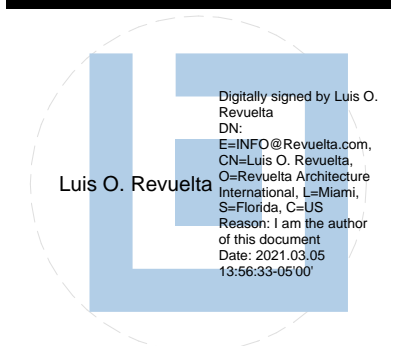 Luis O. Revuelta
Digitally signed by Luis O.
Revuelta
DN:
E=INFO@Revuelta.com,
CN=Luis O. Revuelta,
O=Revuelta Architecture
International, L=Miami,
S=Florida, C=US
Reason: I am the author
of this document
Date: 2021.03.05
13:56:33-05'00'